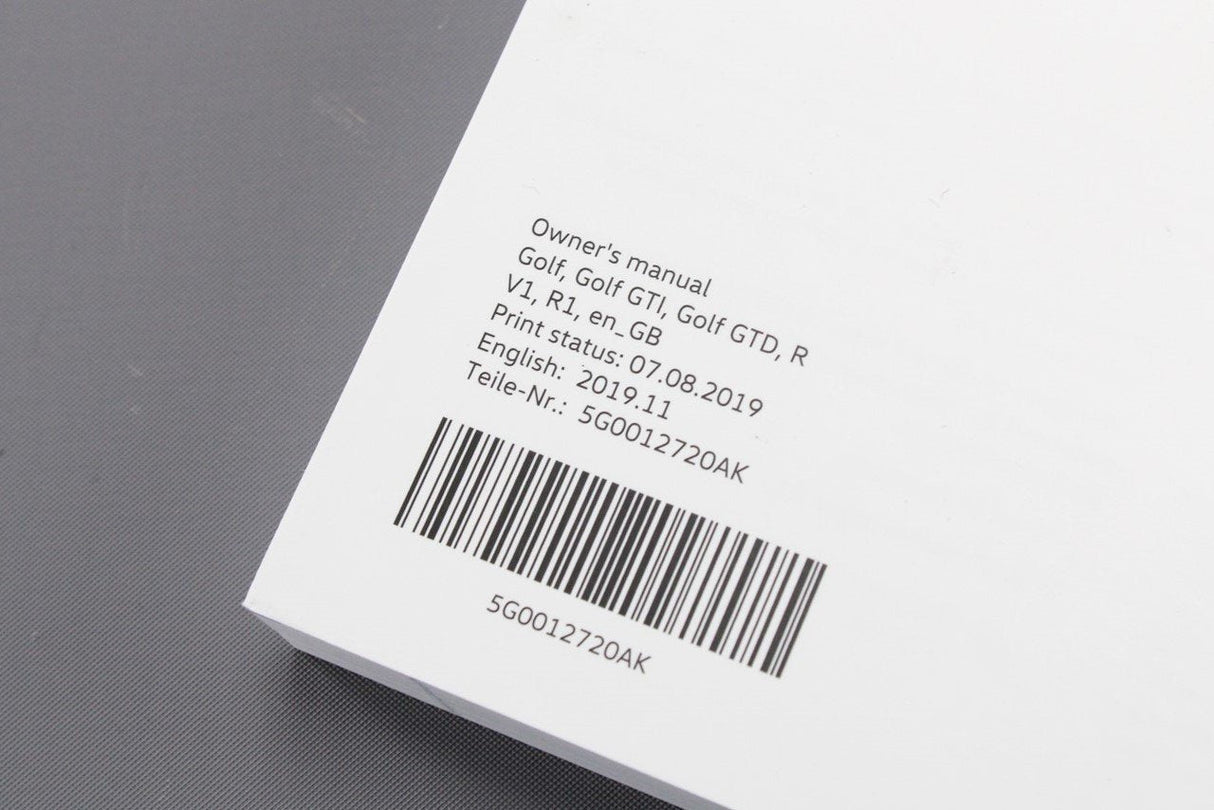 Owner's manual
Golf, Golf GTI, Golf GTD, R
V1, R1, en_GB
Print status: 07.08.2019
English: 2019.11
Teile-Nr.: 5G0012720AK
5G0012720AK